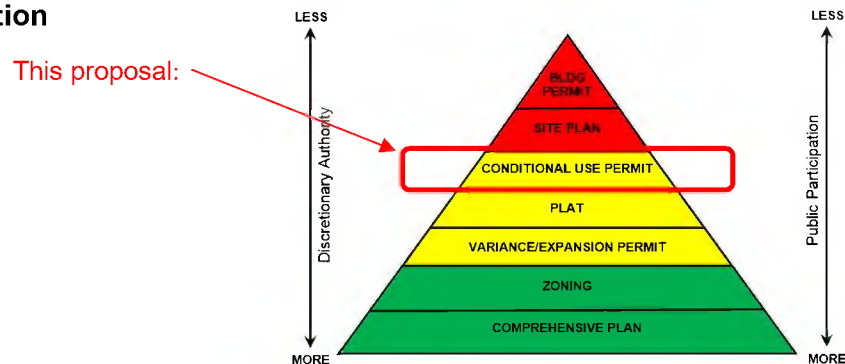 tion
This proposal:
LESS
LESS
BLDG
PERMIT
SITE PLAN
CONDITIONAL USE PERMIT
PLAT
VARIANCE/EXPANSION PERMIT
ZONING
COMPREHENSIVE PLAN
Discretionary Authority
Public Participation
MORE
MORE